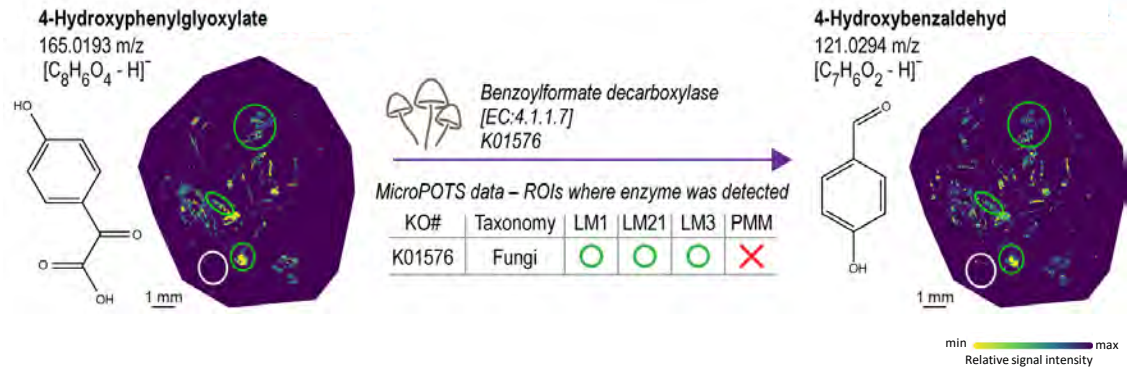 4-Hydroxyphenylglyoxylate
165.0193 m/z
[C₈H₆O₄ - H]⁻
HO
O
O
OH
1 mm
Benzoylformate decarboxylase
[EC:4.1.1.7]
K01576
MicroPOTS data – ROIs where enzyme was detected
KO# Taxonomy LM1 LM21 LM3 PMM
K01576 Fungi
4-Hydroxybenzaldehyd
121.0294 m/z
[C₇H₆O₂ - H]⁻
O
OH
1 mm
min max
Relative signal intensity